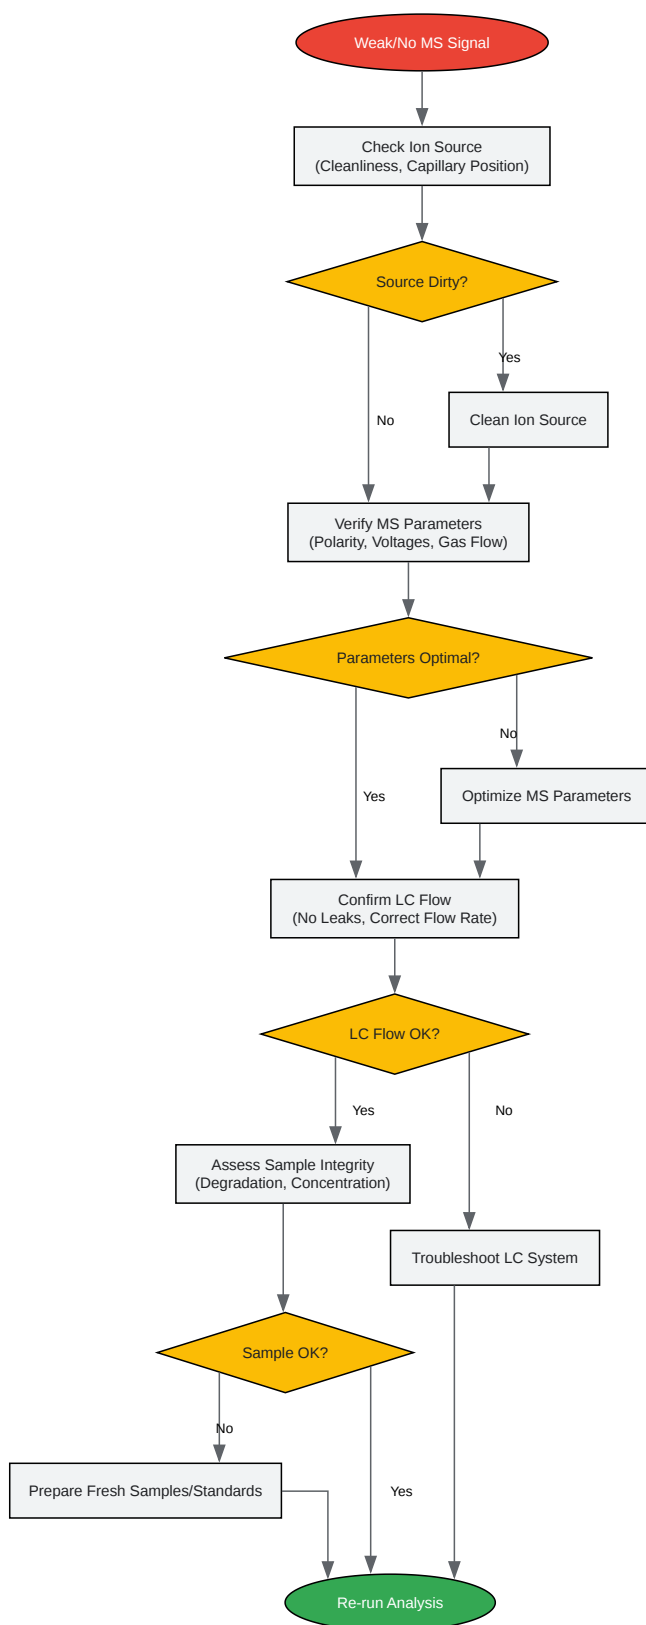 Weak/No MS Signal
Check Ion Source
(Cleanliness, Capillary Position)
Source Dirty?
Yes
No
Clean Ion Source
Verify MS Parameters
(Polarity, Voltages, Gas Flow)
Parameters Optimal?
No
Yes
Optimize MS Parameters
Confirm LC Flow
(No Leaks, Correct Flow Rate)
LC Flow OK?
Yes
No
Assess Sample Integrity
(Degradation, Concentration)
Troubleshoot LC System
Sample OK?
No
Prepare Fresh Samples/Standards
Yes
Re-run Analysis